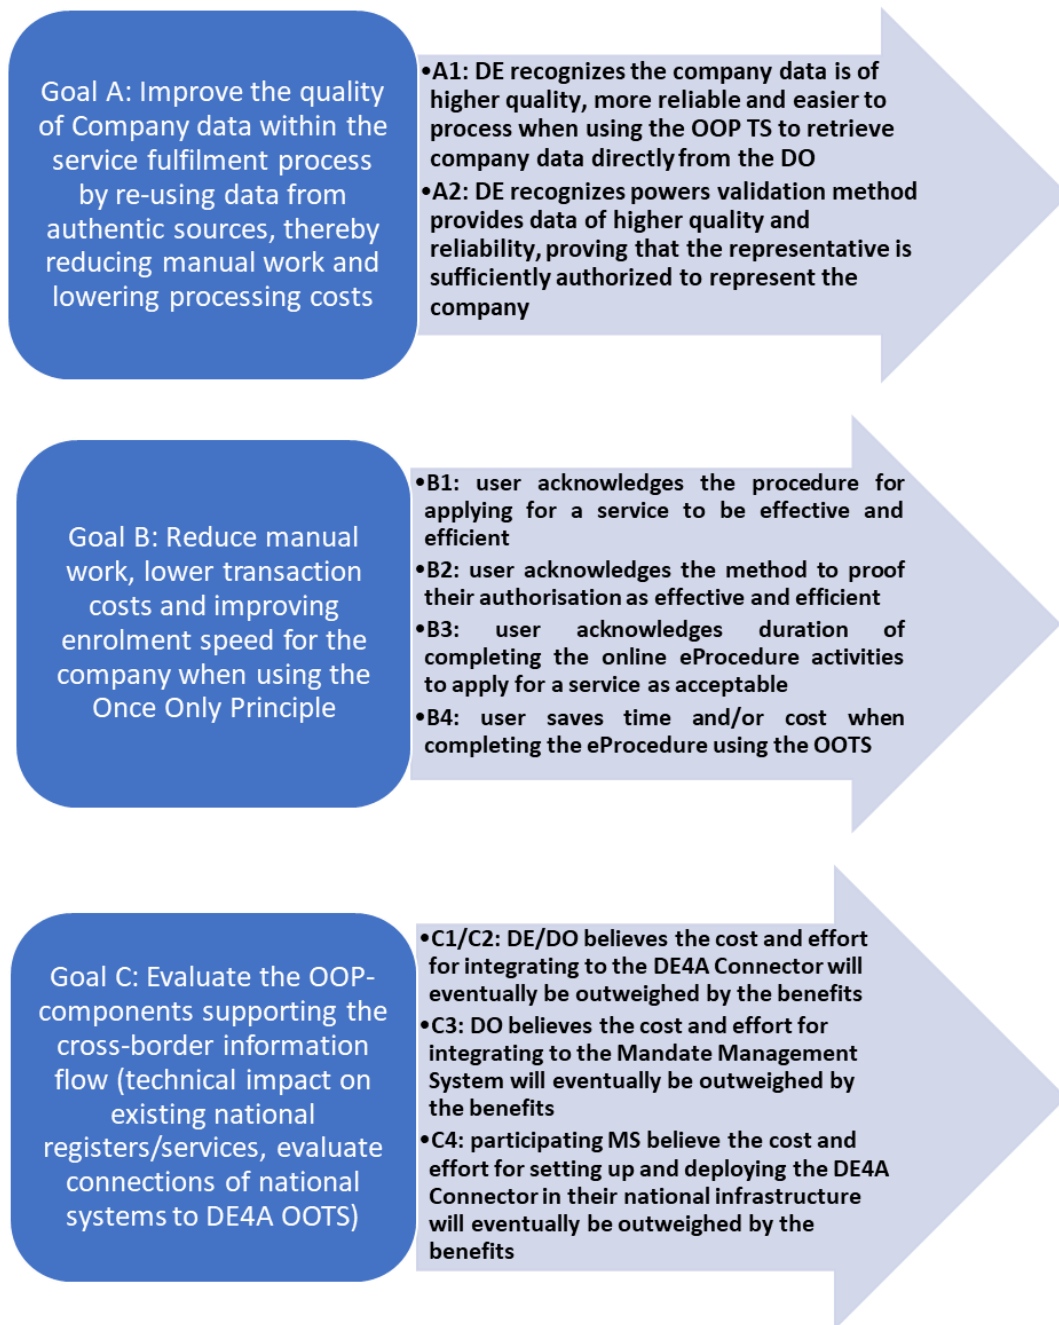 Goal A: Improve the quality
of Company data within the
service fulfilment process
by re-using data from
authentic sources, thereby
reducing manual work and
lowering processing costs
•A1: DE recognizes the company data is of
higher quality, more reliable and easier to
process when using the OOP TS to retrieve
company data directly from the DO
•A2: DE recognizes powers validation method
provides data of higher quality and
reliability, proving that the representative is
sufficiently authorized to represent the
company
Goal B: Reduce manual
work, lower transaction
costs and improving
enrolment speed for the
company when using the
Once Only Principle
•B1: user acknowledges the procedure for
applying for a service to be effective and
efficient
•B2: user acknowledges the method to proof
their authorisation as effective and efficient
•B3: user acknowledges duration of
completing the online eProcedure activities
to apply for a service as acceptable
•B4: user saves time and/or cost when
completing the eProcedure using the OOTS
Goal C: Evaluate the OOP-
components supporting the
cross-border information
flow (technical impact on
existing national
registers/services, evaluate
connections of national
systems to DE4A OOTS)
•C1/C2: DE/DO believes the cost and effort
for integrating to the DE4A Connector will
eventually be outweighed by the benefits
•C3: DO believes the cost and effort for
integrating to the Mandate Management
System will eventually be outweighed by
the benefits
•C4: participating MS believe the cost and
effort for setting up and deploying the DE4A
Connector in their national infrastructure
will eventually be outweighed by the
benefits